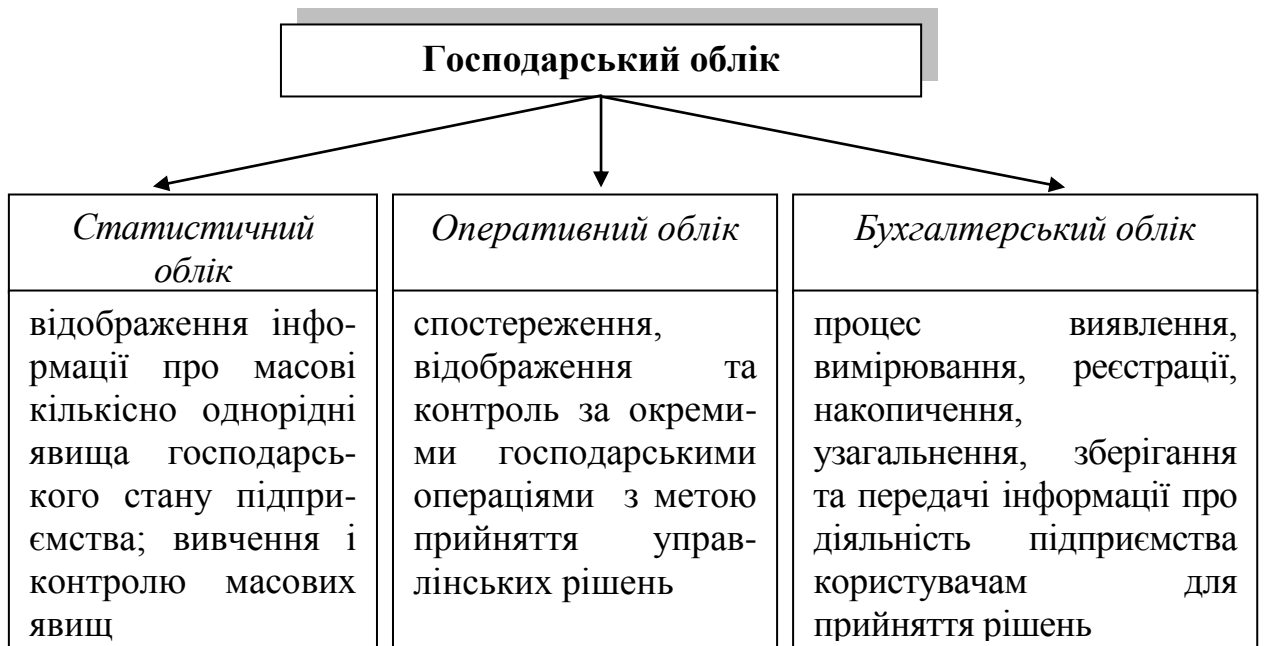 Господарський облік
Статистичний
облік
відображення інфо-
рмації про масові
кількісно однорідні
явища господарсь-
кого стану підпри-
ємства; вивчення і
контролю масових
явищ
Оперативний облік
спостереження,
відображення та
контроль за окреми-
ми господарськими
операціями з метою
прийняття управ-
лінських рішень
Бухгалтерський облік
процес виявлення,
вимірювання, реєстрації,
накопичення,
узагальнення, зберігання
та передачі інформації про
діяльність підприємства
користувачам для
прийняття рішень